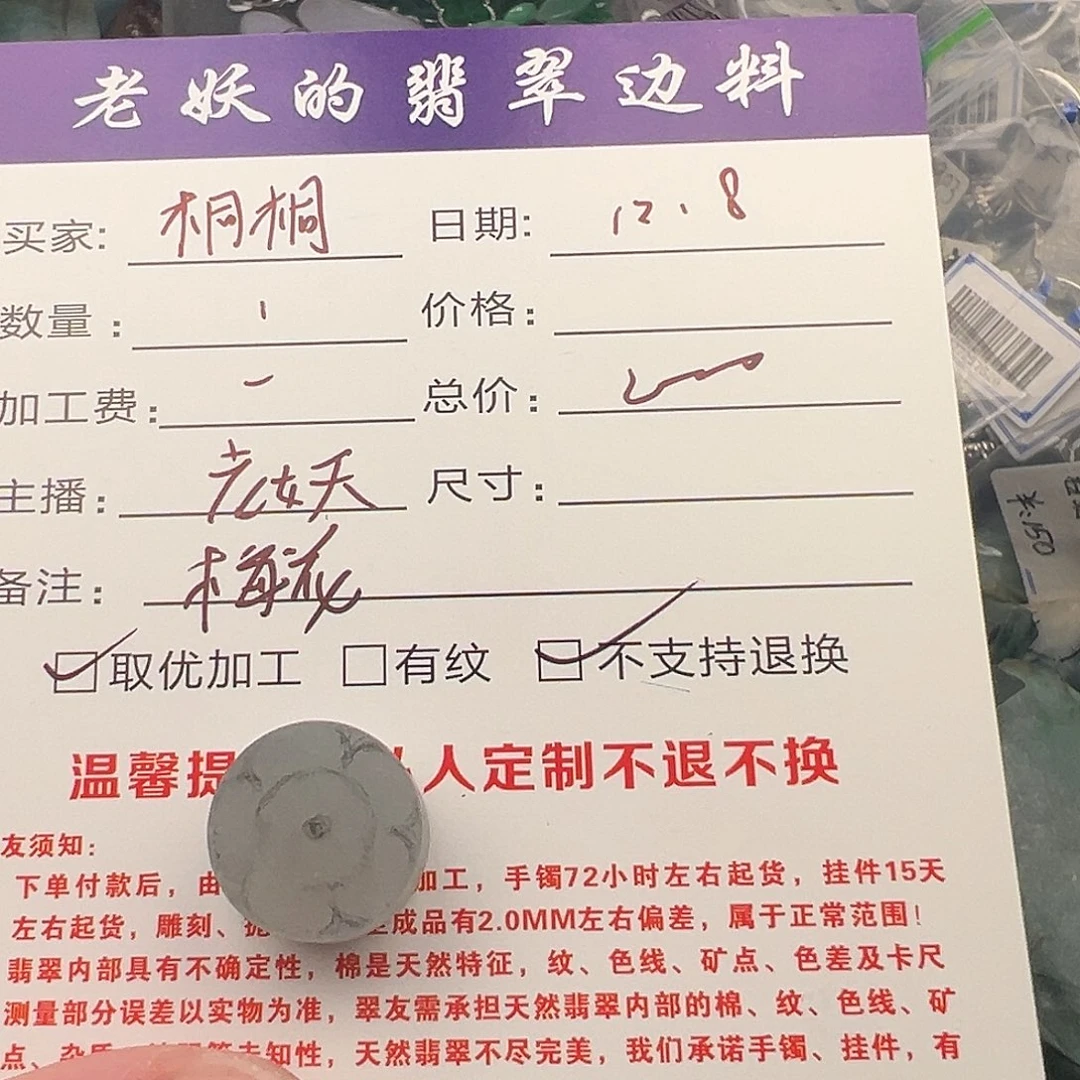 老妖的翡翠边料
买家: 桐桐 日期: 12.8
数量: 1 价格:
加工费: - 总价:
主播: 老妖 尺寸:
备注: 梅花
取优加工 有纹 不支持退换
温馨提 人定制不退不换
友须知:
下单付款后，由 加工，手镯72小时左右起货，挂件15天
左右起货，雕刻、 成品有2.0MM左右偏差，属于正常范围！
翡翠内部具有不确定性，棉是天然特征，纹、色线、矿点、色差及卡尺
测量部分误差以实物为准，翠友需承担天然翡翠内部的棉、纹、色线、矿
点、 未知性，天然翡翠不尽完美，我们承诺手镯、挂件，有
150